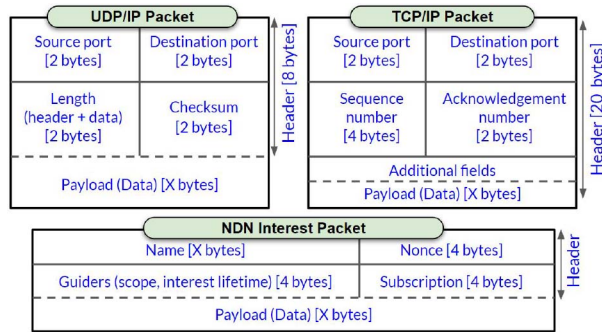 UDP/IP Packet
Source port
[2 bytes]
Destination port
[2 bytes]
Length
(header + data)
[2 bytes]
Checksum
[2 bytes]
Payload (Data) [X bytes]
Header [8 bytes]
TCP/IP Packet
Source port
[2 bytes]
Destination port
[2 bytes]
Sequence
number
[4 bytes]
Acknowledgement
number
[2 bytes]
Additional fields
Payload (Data) [X bytes]
Header [20 bytes]
NDN Interest Packet
Name [X bytes]
Nonce [4 bytes]
Guiders (scope, interest lifetime) [4 bytes]
Subscription [4 bytes]
Payload (Data) [X bytes]
Header